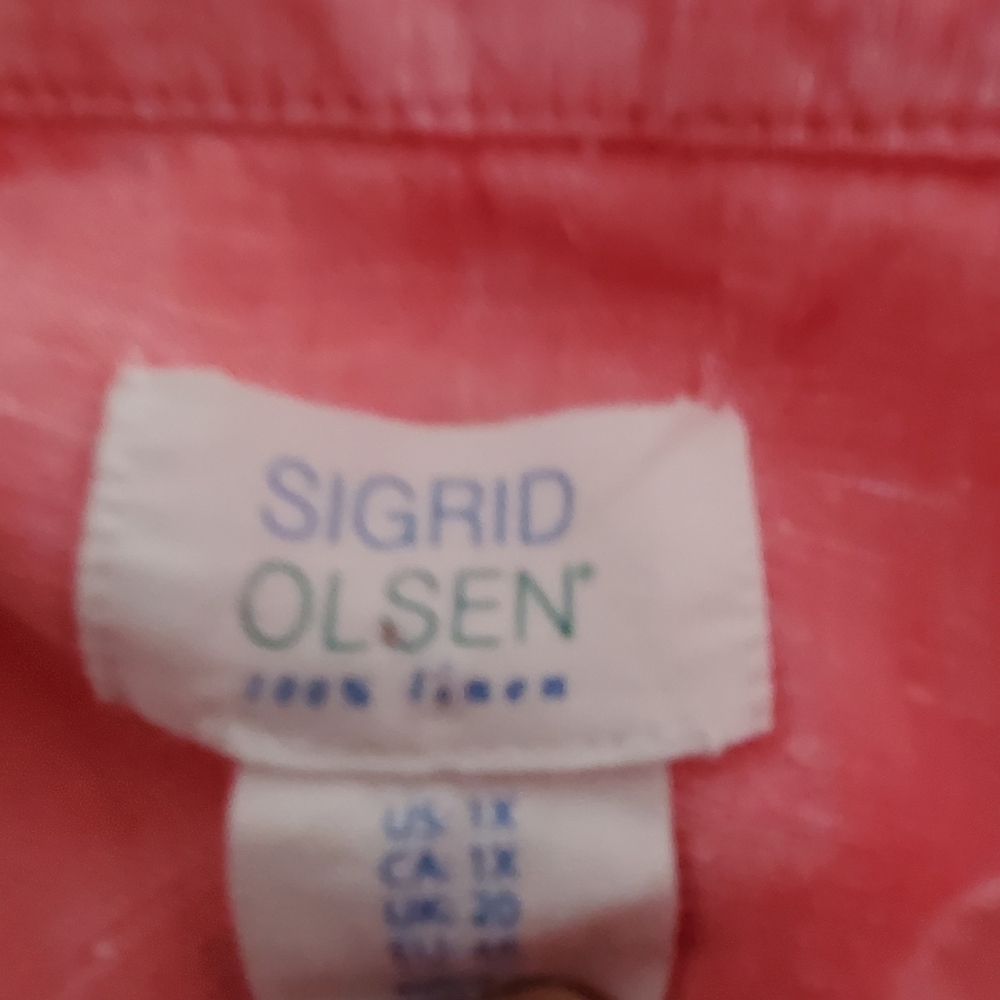 SIGRID
OLSEN
100% linen
US: 1X
CA: 1X
UK: 20